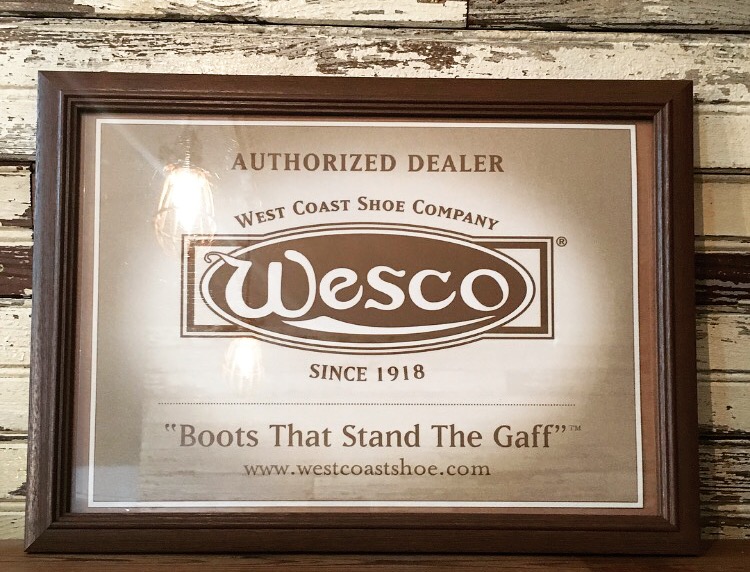 AUTHORIZED DEALER
WEST COAST SHOE COMPANY
Wesco®
SINCE 1918
"Boots That Stand The Gaff"™
www.westcoastshoe.com